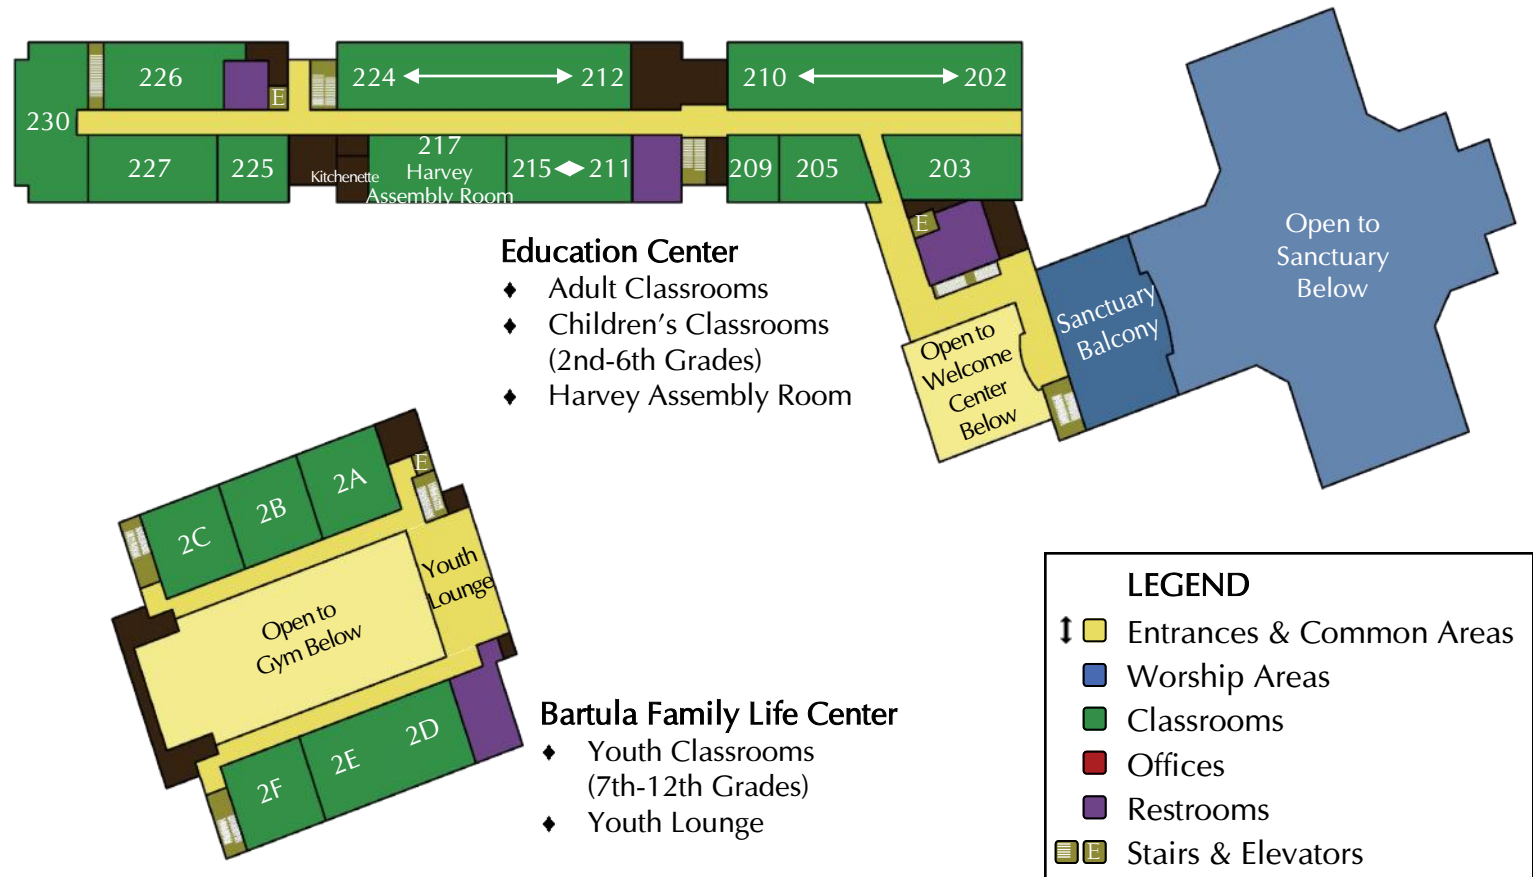 226
E
224
212
210
202
230
227
225
Kitchenette
217
Harvey
Assembly Room
215
211
209
205
203
E
Open to
Sanctuary
Below
Sanctuary
Balcony
Open to
Welcome
Center
Below
Education Center
♦ Adult Classrooms
♦ Children's Classrooms
(2nd-6th Grades)
♦ Harvey Assembly Room
E
2A
2B
2C
Youth
Lounge
Open to
Gym Below
2D
2E
2F
Bartula Family Life Center
♦ Youth Classrooms
(7th-12th Grades)
♦ Youth Lounge
LEGEND
Entrances & Common Areas
Worship Areas
Classrooms
Offices
Restrooms
E Stairs & Elevators